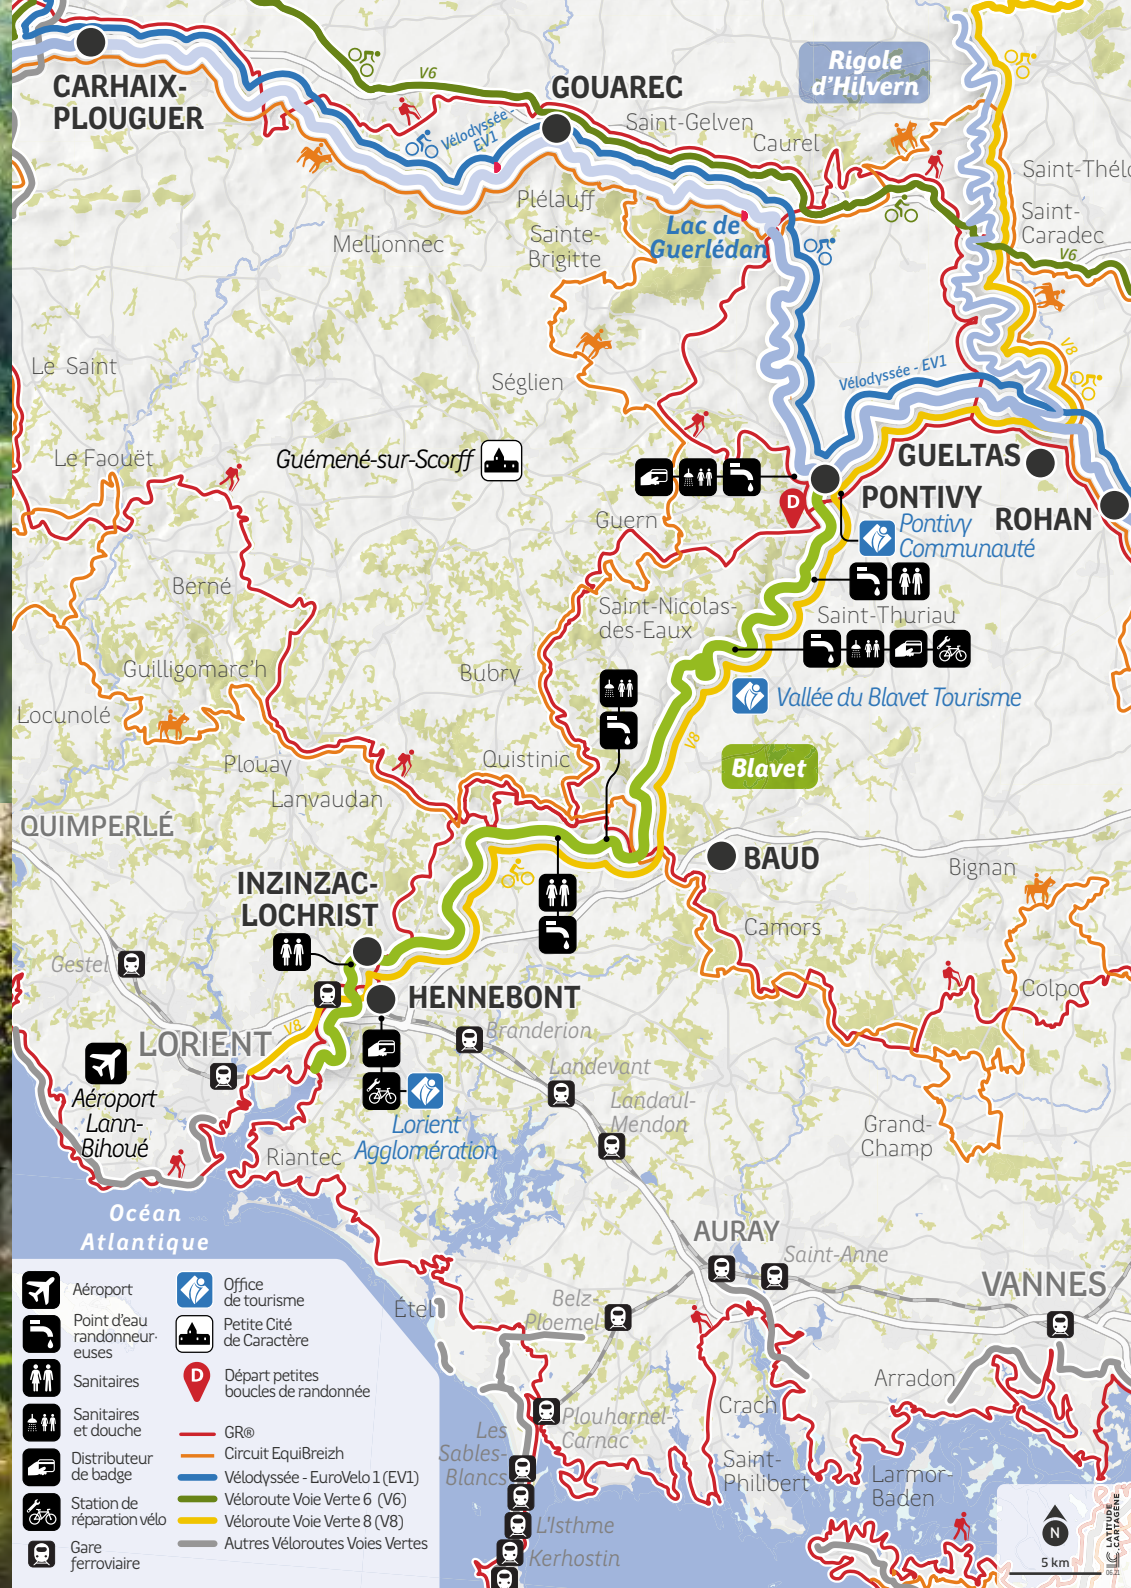 CARHAIX-
PLOUGUER
V6
GOUAREC
Rigole
d'Hilvern
Vélodyssée -
EV1
Saint-Gelven
Caurel
Saint-Thélo
Plélauff
Saint-
Caradec
Mellionnec
Sainte-
Brigitte
Lac de
Guerlédan
V6
V8
Le Saint
Séglien
Vélodyssée - EV1
Le Faouët
Guémené-sur-Scorff
GUELTAS
PONTIVY
ROHAN
D
Guern
Pontivy
Communauté
Berné
Saint-Nicolas-
des-Eaux
Saint-Thuriau
Guilligomarc'h
Bubry
Locunolé
Vallée du Blavet Tourisme
V8
Plouay
Quistinic
Blavet
Lanvaudan
QUIMPERLÉ
BAUD
Bignan
INZINZAC-
LOCHRIST
Camors
Gestel
HENNEBONT
Colpo
V8
LORIENT
Branderion
Landevant
Aéroport
Lann-
Bihoué
Landaul-
Mendon
Lorient
Agglomération
Grand-
Champ
Riantec
Océan
Atlantique
AURAY
Saint-Anne
VANNES
Belz-
Ploemel
Étel
Arradon
Crach
Plouharnel-
Carnac
Les
Sables-
Blancs
Saint-
Philibert
Larmor-
Baden
L'Isthme
Kerhostin
Aéroport
Point d'eau
randonneur·
euses
Sanitaires
Sanitaires
et douche
Distributeur
de badge
Station de
réparation vélo
Gare
ferroviaire
Office
de tourisme
Petite Cité
de Caractère
D
Départ petites
boucles de randonnée
GR®
Circuit EquiBreizh
Vélodyssée - EuroVelo 1 (EV1)
Véloroute Voie Verte 6 (V6)
Véloroute Voie Verte 8 (V8)
Autres Véloroutes Voies Vertes
N
5 km
LATITUDE
CARTAGÈNE
06.21